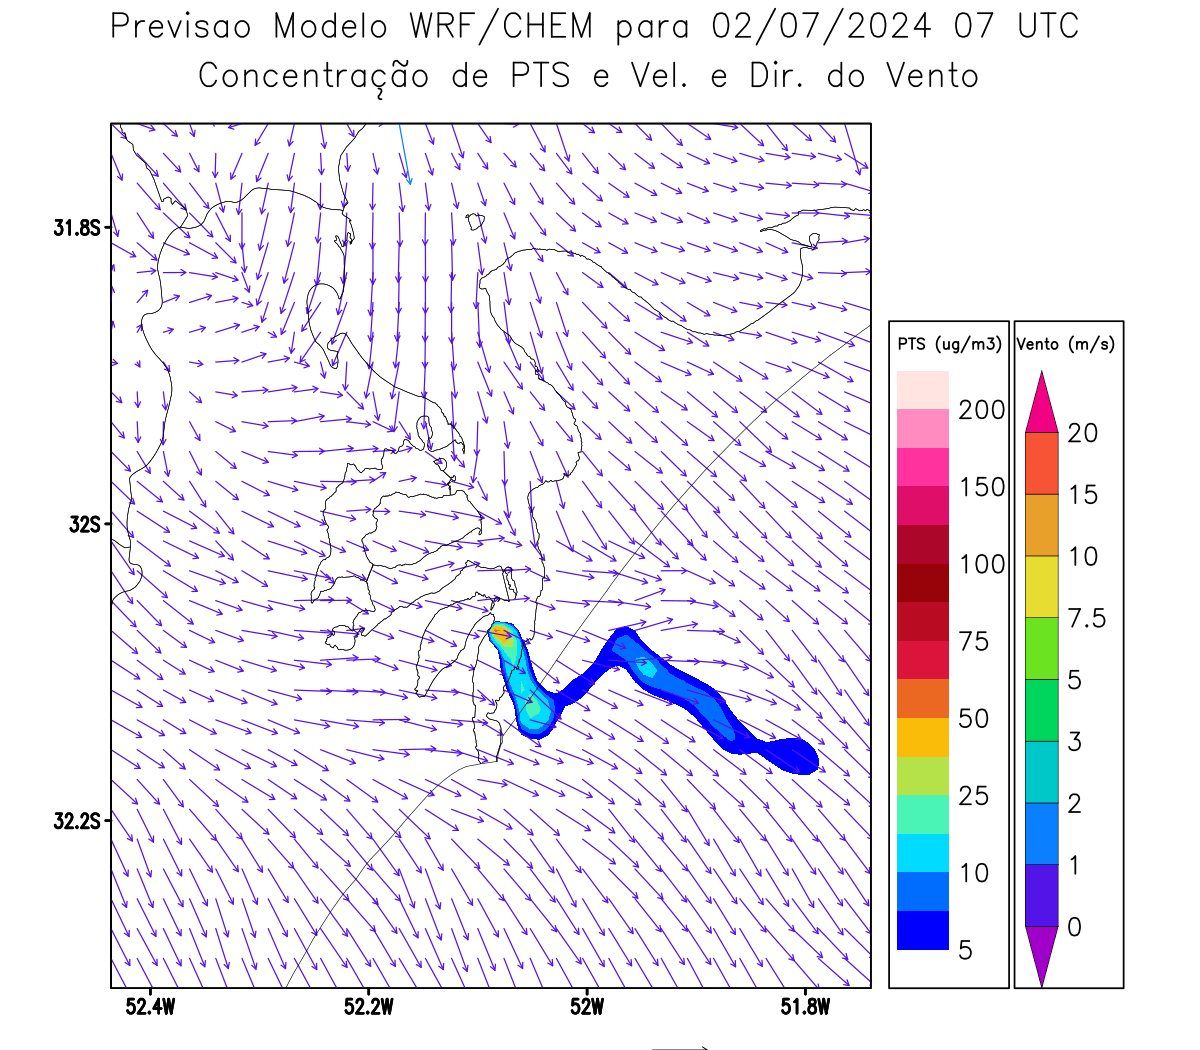 Previsao Modelo WRF/CHEM para 02/07/2024 07 UTC
Concentração de PTS e Vel. e Dir. do Vento
31.8S
32S
32.2S
52.4W 52.2W 52W 51.8W
PTS (ug/m3)
200
150
100
75
50
25
10
5
Vento (m/s)
20
15
10
7.5
5
3
2
1
0